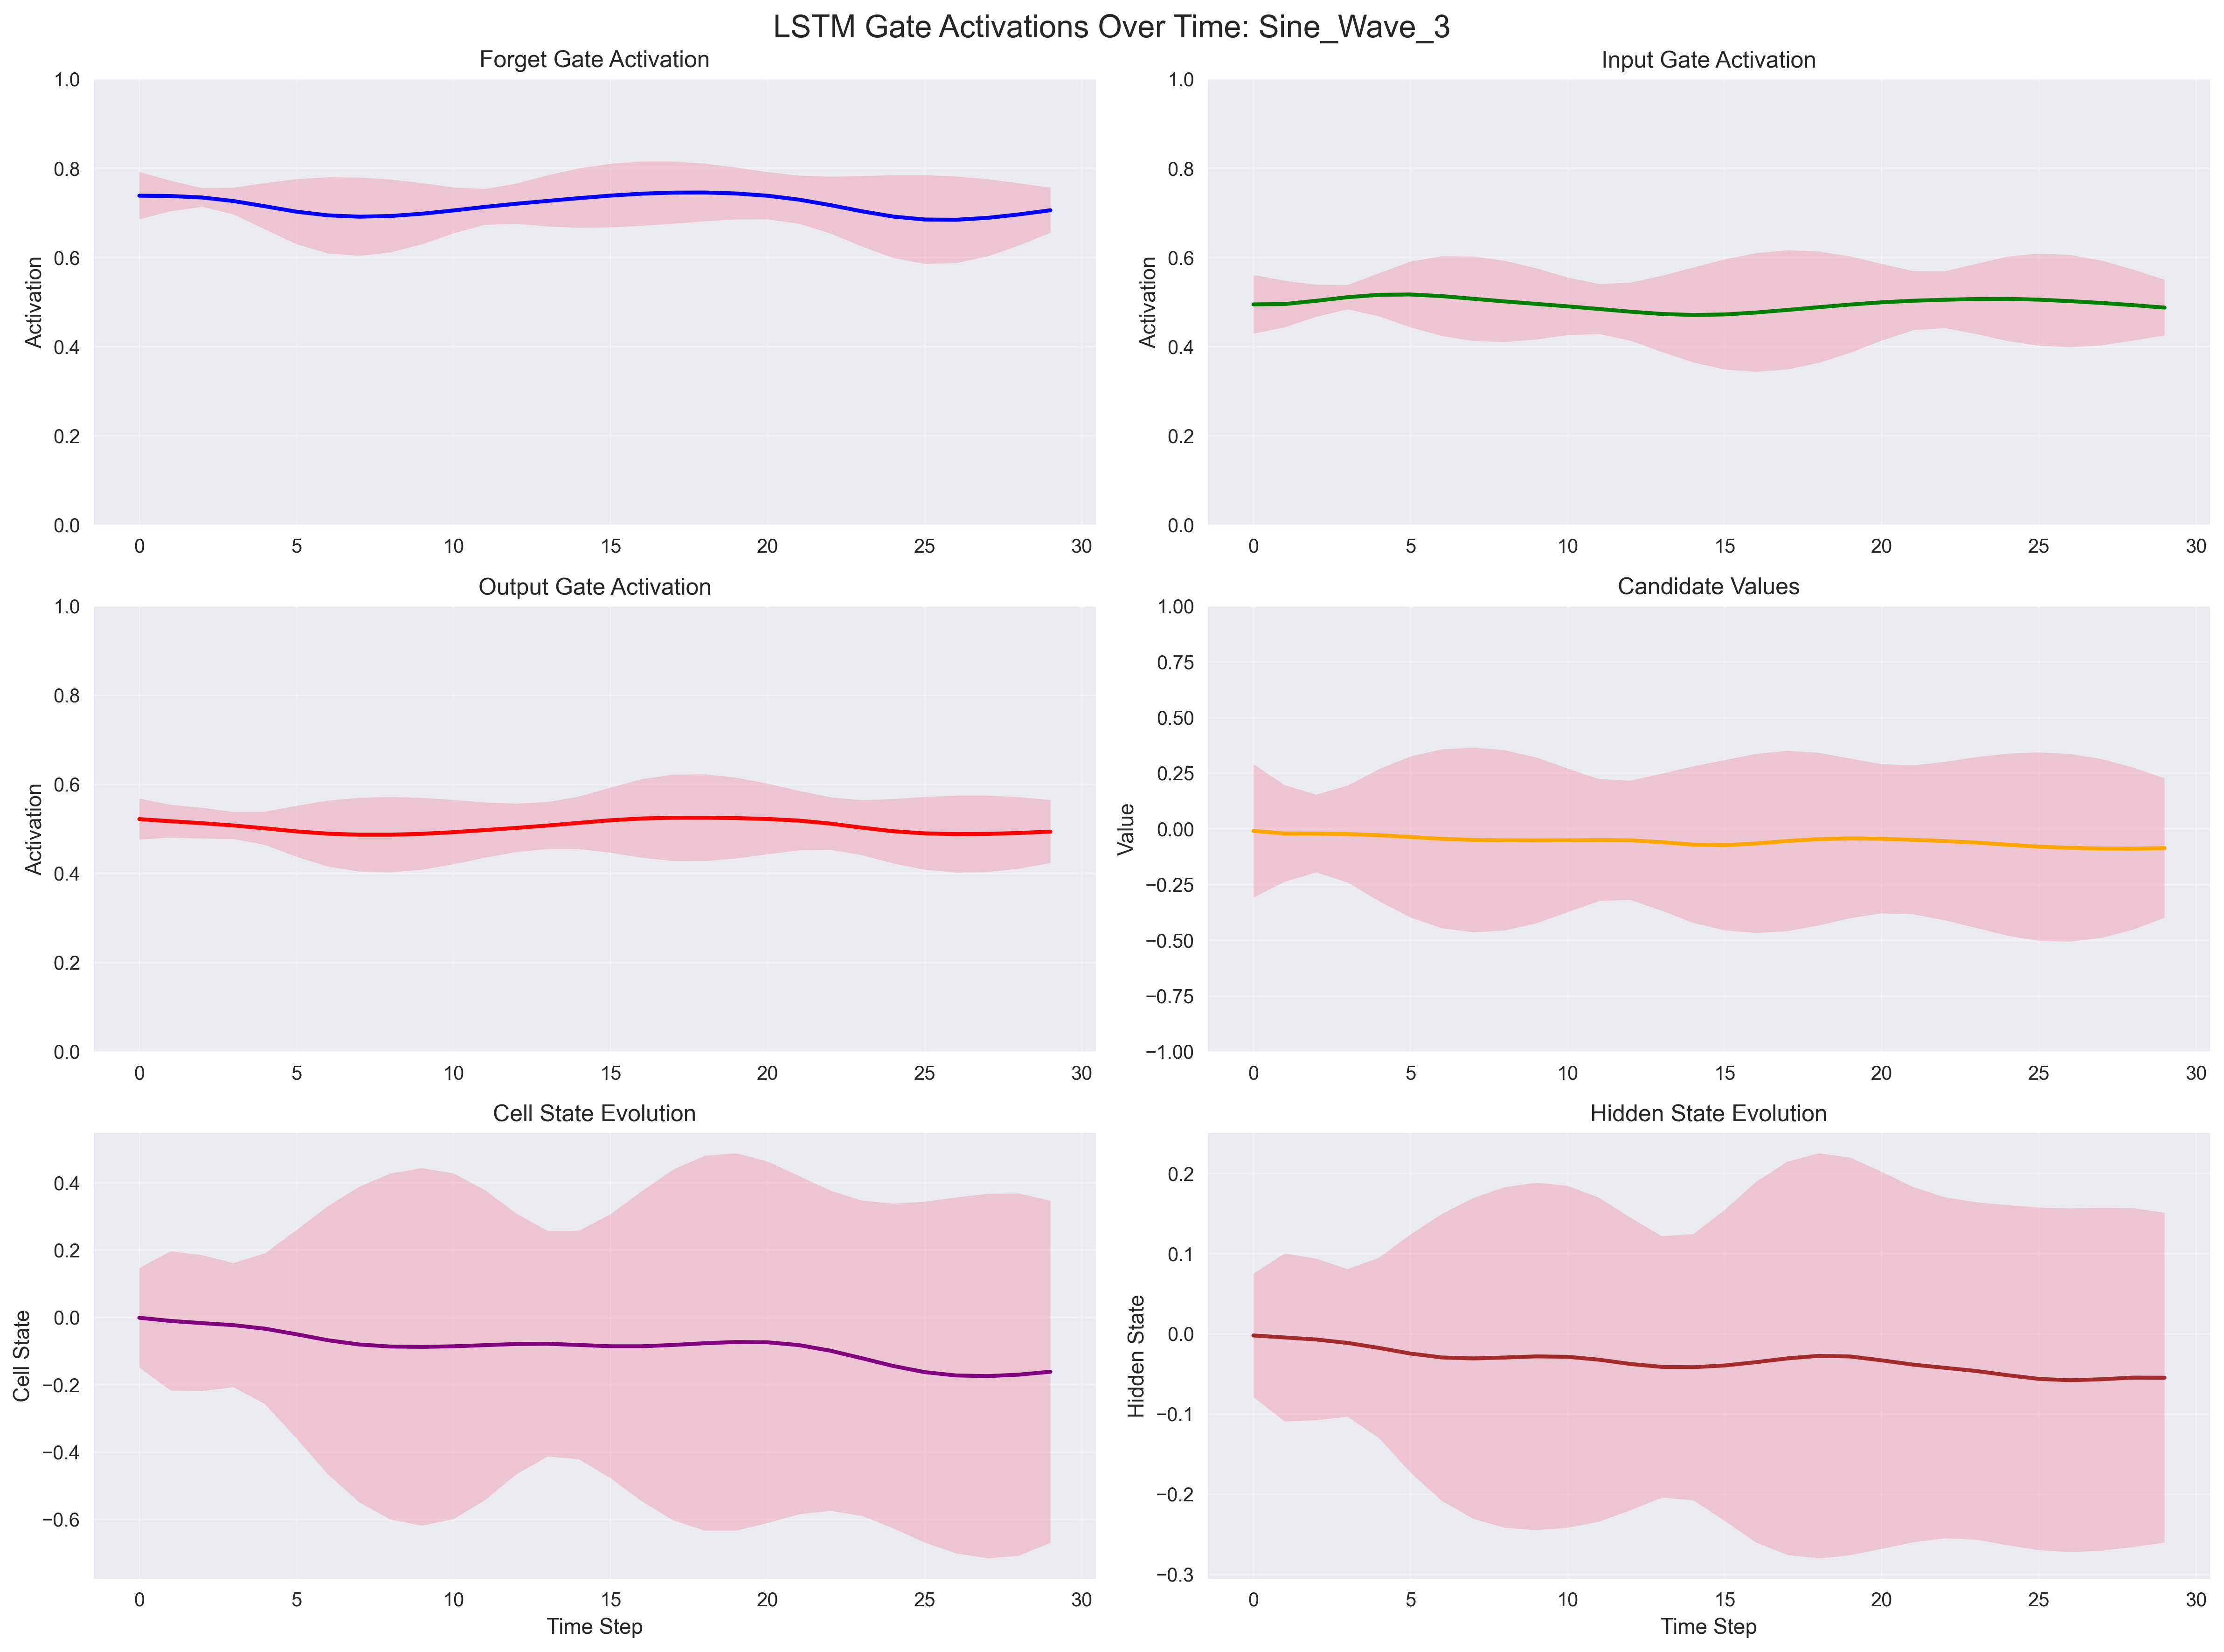 LSTM Gate Activations Over Time: Sine_Wave_3
Forget Gate Activation
Activation
1.0
0.8
0.6
0.4
0.2
0.0
0 5 10 15 20 25 30
Input Gate Activation
Activation
1.0
0.8
0.6
0.4
0.2
0.0
0 5 10 15 20 25 30
Output Gate Activation
Activation
1.0
0.8
0.6
0.4
0.2
0.0
0 5 10 15 20 25 30
Candidate Values
Value
1.00
0.75
0.50
0.25
0.00
−0.25
−0.50
−0.75
−1.00
0 5 10 15 20 25 30
Cell State Evolution
Cell State
0.4
0.2
0.0
−0.2
−0.4
−0.6
0 5 10 15 20 25 30
Time Step
Hidden State Evolution
Hidden State
0.2
0.1
0.0
−0.1
−0.2
−0.3
0 5 10 15 20 25 30
Time Step